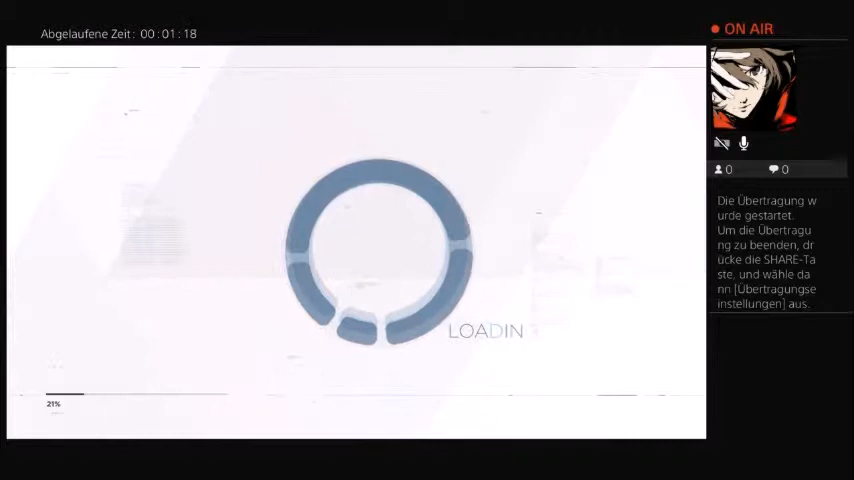 Abgelaufene Zeit: 00:01:18
ON AIR
0 0
Die Übertragung w
urde gestartet.
Um die Übertragu
ng zu beenden, dr
ücke die SHARE-Ta
ste, und wähle da
nn [Übertragungse
instellungen] aus.
LOADIN
21%